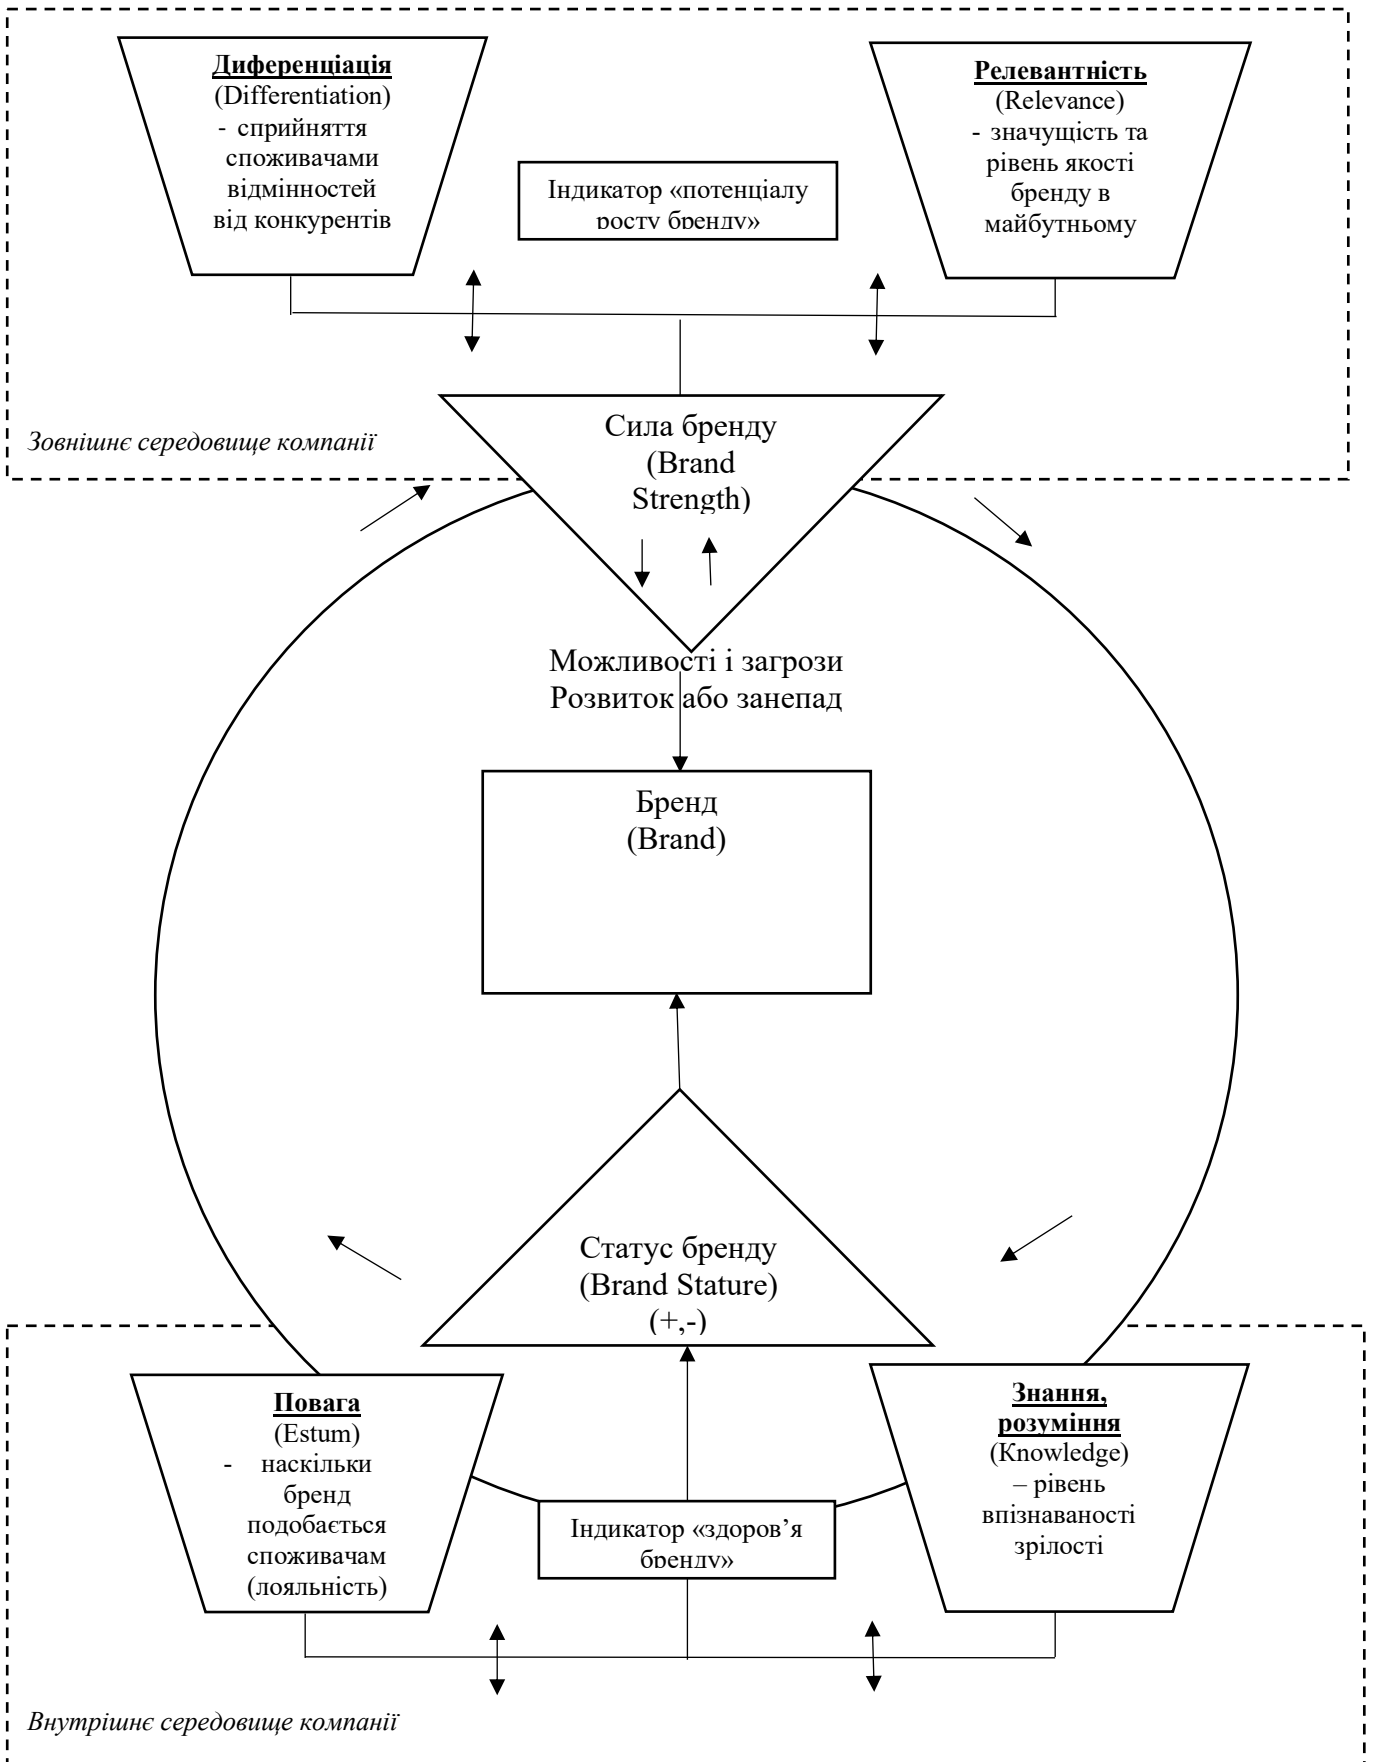 Диференціація
(Differentiation)
- сприйняття
споживачами
відмінностей
від конкурентів
Індикатор «потенціалу
росту бренду»
Релевантність
(Relevance)
- значущість та
рівень якості
бренду в
майбутньому
Зовнішнє середовище компанії
Сила бренду
(Brand
Strength)
Можливості і загрози
Розвиток або занепад
Бренд
(Brand)
Статус бренду
(Brand Stature)
(+,-)
Повага
(Estum)
- наскільки
бренд
подобається
споживачам
(лояльність)
Індикатор «здоров’я
бренду»
Знання,
розуміння
(Knowledge)
– рівень
впізнаваності
зрілості
Внутрішнє середовище компанії